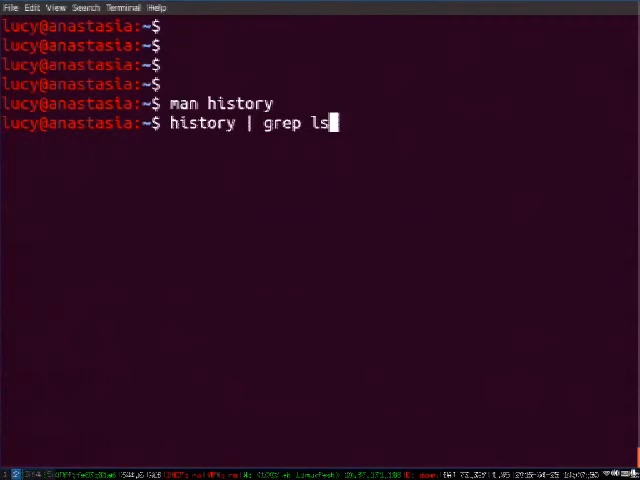 File Edit View Search Terminal Help
lucy@anastasia:~$
lucy@anastasia:~$
lucy@anastasia:~$
lucy@anastasia:~$
lucy@anastasia:~$ man history
lucy@anastasia:~$ history | grep ls